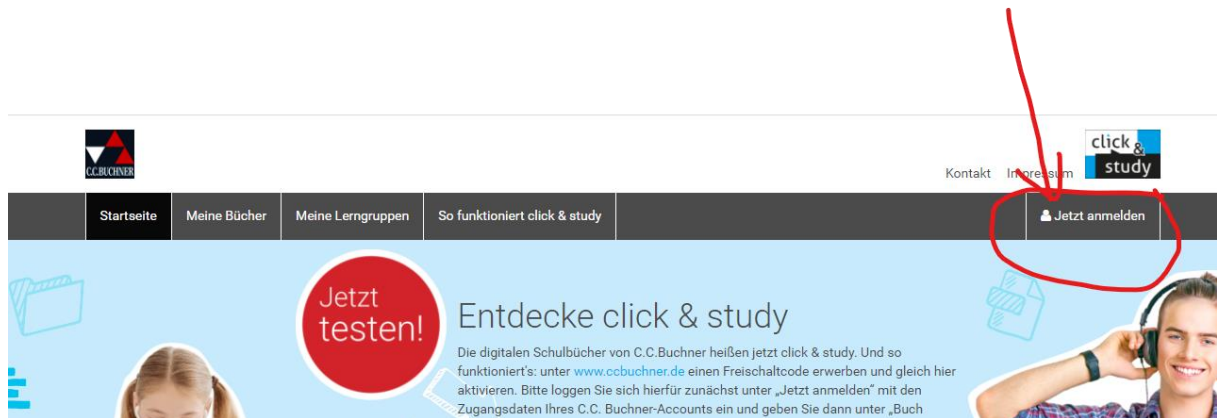 C.C.BUCHNER
click &
study
Kontakt Impressum
Startseite Meine Bücher Meine Lerngruppen So funktioniert click & study Jetzt anmelden
Jetzt
testen!
Entdecke click & study
Die digitalen Schulbücher von C.C.Buchner heißen jetzt click & study. Und so
funktioniert's: unter www.ccbuchner.de einen Freischaltcode erwerben und gleich hier
aktivieren. Bitte loggen Sie sich hierfür zunächst unter „Jetzt anmelden“ mit den
Zugangsdaten Ihres C.C. Buchner-Accounts ein und geben Sie dann unter „Buch